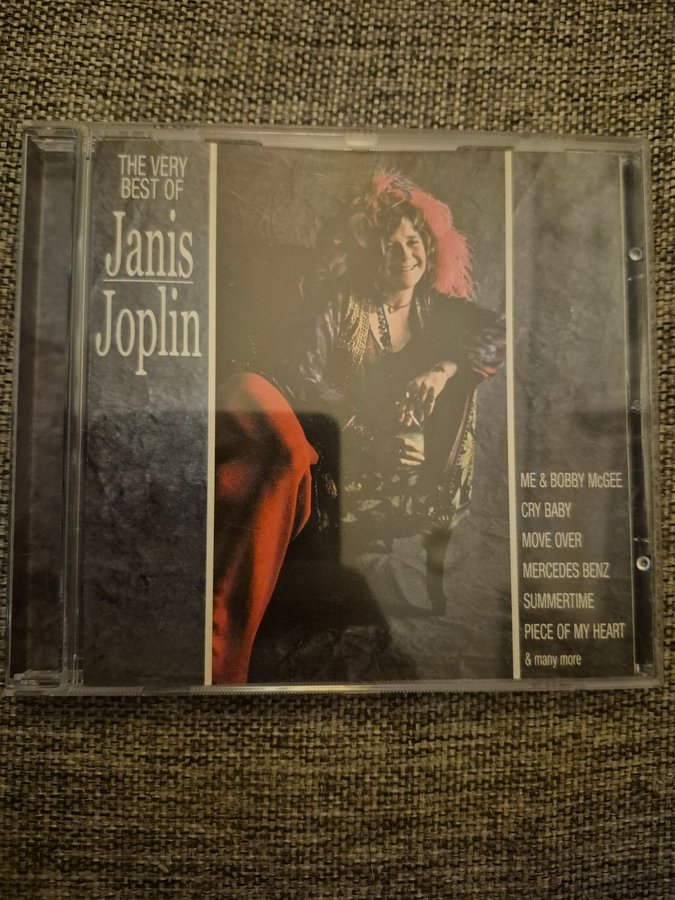 THE VERY
BEST OF
Janis
Joplin
ME & BOBBY McGEE
CRY BABY
MOVE OVER
MERCEDES BENZ
SUMMERTIME
PIECE OF MY HEART
& many more